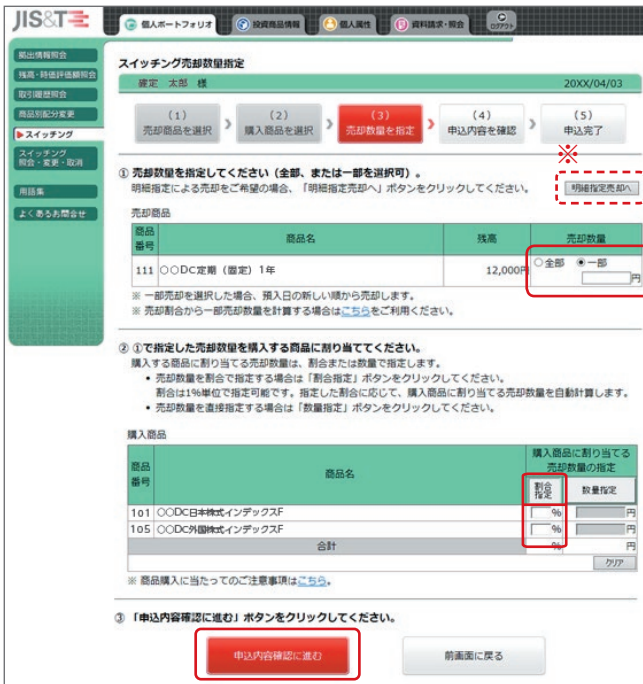 JIS&T
個人ポートフォリオ
投資商品情報
個人属性
資料請求・照会
ログアウト
拠出情報照会
残高・時価評価額照会
取引履歴照会
商品別配分変更
スイッチング
スイッチング
照会・変更・取消
用語集
よくあるお問合せ
スイッチング売却数量指定
確定 太郎 様 20XX/04/03
(1)
売却商品を選択
(2)
購入商品を選択
(3)
売却数量を指定
(4)
申込内容を確認
(5)
申込完了
※
① 売却数量を指定してください（全部、または一部を選択可）。
明細指定による売却をご希望の場合、「明細指定売却へ」ボタンをクリックしてください。
明細指定売却へ
売却商品
商品
番号
商品名
残高
売却数量
111 ○○DC定期（固定）1年 12,000円
全部 一部
円
※ 一部売却を選択した場合、預入日の新しい順から売却します。
※ 売却割合から一部売却数量を計算する場合はこちらをご利用ください。
② ①で指定した売却数量を購入する商品に割り当ててください。
購入する商品に割り当てる売却数量は、割合または数量で指定します。
• 売却数量を割合で指定する場合は「割合指定」ボタンをクリックしてください。
割合は1%単位で指定可能です。指定した割合に応じて、購入商品に割り当てる売却数量を自動計算します。
• 売却数量を直接指定する場合は「数量指定」ボタンをクリックしてください。
購入商品
商品
番号
商品名
購入商品に割り当てる
売却数量の指定
割合
指定
数量指定
101 ○○DC日本株式インデックスF % 円
105 ○○DC外国株式インデックスF % 円
合計 % 円
クリア
※ 商品購入に当たってのご注意事項はこちら。
③ 「申込内容確認に進む」ボタンをクリックしてください。
申込内容確認に進む
前画面に戻る